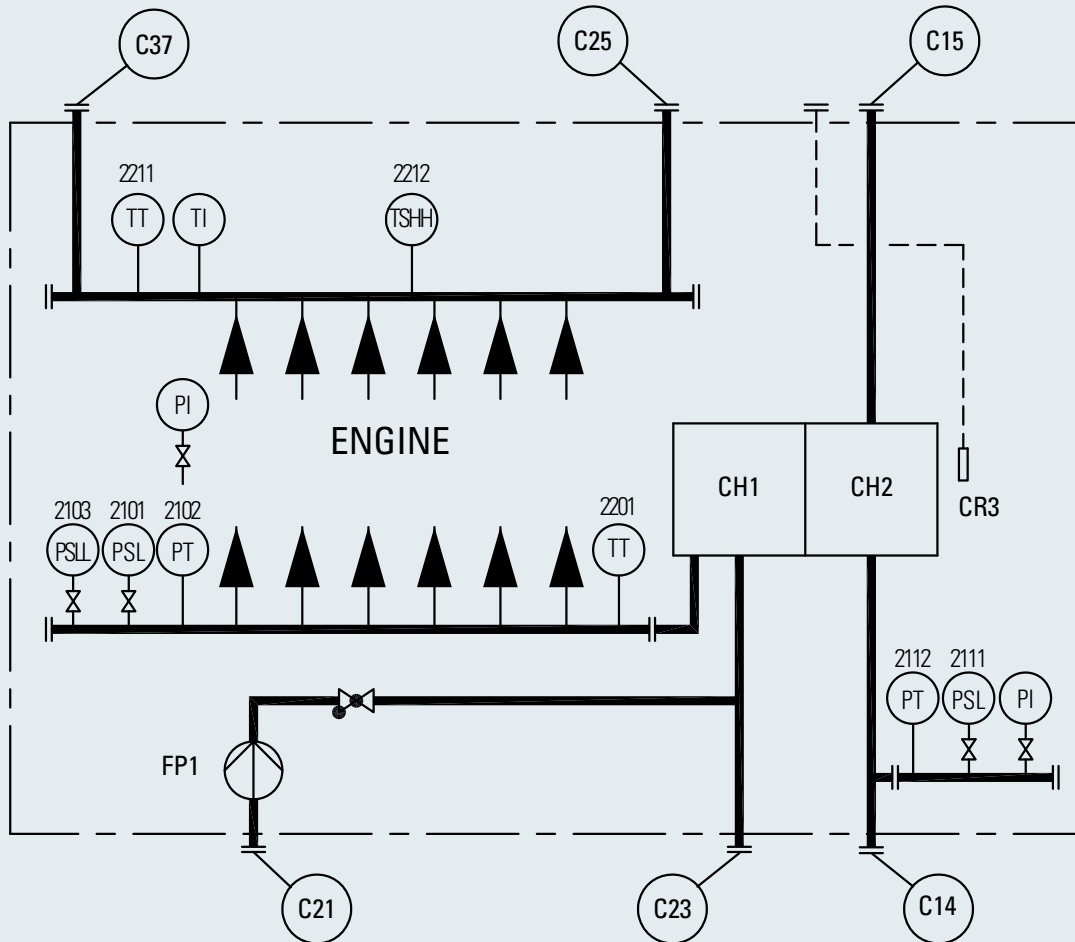 C37
C25
C15
2211
2212
TT
TI
TSHH
PI
ENGINE
CH1
CH2
CR3
2103
2101
2102
2201
PSLL
PSL
PT
TT
2112
2111
PT
PSL
PI
FP1
C21
C23
C14